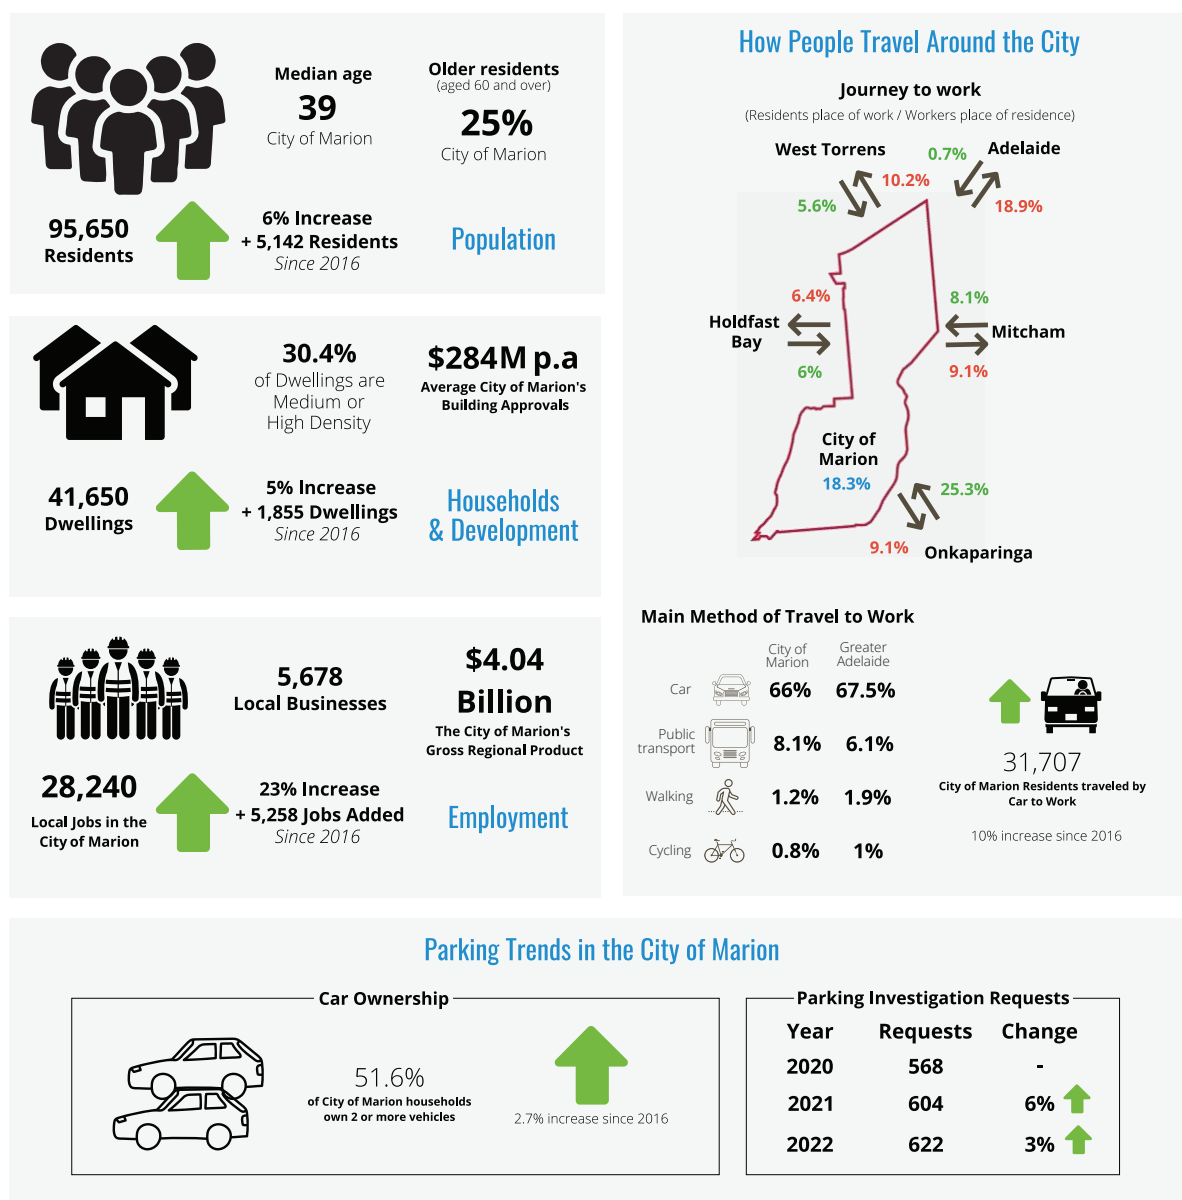 Median age
39
City of Marion
Older residents
(aged 60 and over)
25%
City of Marion
95,650
Residents
6% Increase
+ 5,142 Residents
Since 2016
Population
30.4%
of Dwellings are
Medium or
High Density
$284M p.a
Average City of Marion's
Building Approvals
41,650
Dwellings
5% Increase
+ 1,855 Dwellings
Since 2016
Households
& Development
5,678
Local Businesses
$4.04
Billion
The City of Marion's
Gross Regional Product
28,240
Local Jobs in the
City of Marion
23% Increase
+ 5,258 Jobs Added
Since 2016
Employment
How People Travel Around the City
Journey to work
(Residents place of work / Workers place of residence)
West Torrens
0.7%
Adelaide
10.2%
5.6%
18.9%
6.4%
8.1%
Holdfast
Bay
Mitcham
6%
9.1%
City of
Marion
18.3%
25.3%
9.1%
Onkaparinga
Main Method of Travel to Work
City of
Marion
Greater
Adelaide
Car 66% 67.5%
Public
transport 8.1% 6.1%
Walking 1.2% 1.9%
Cycling 0.8% 1%
31,707
City of Marion Residents traveled by
Car to Work
10% increase since 2016
Parking Trends in the City of Marion
Car Ownership
51.6%
of City of Marion households
own 2 or more vehicles
2.7% increase since 2016
Parking Investigation Requests
Year Requests Change
2020 568 -
2021 604 6%
2022 622 3%